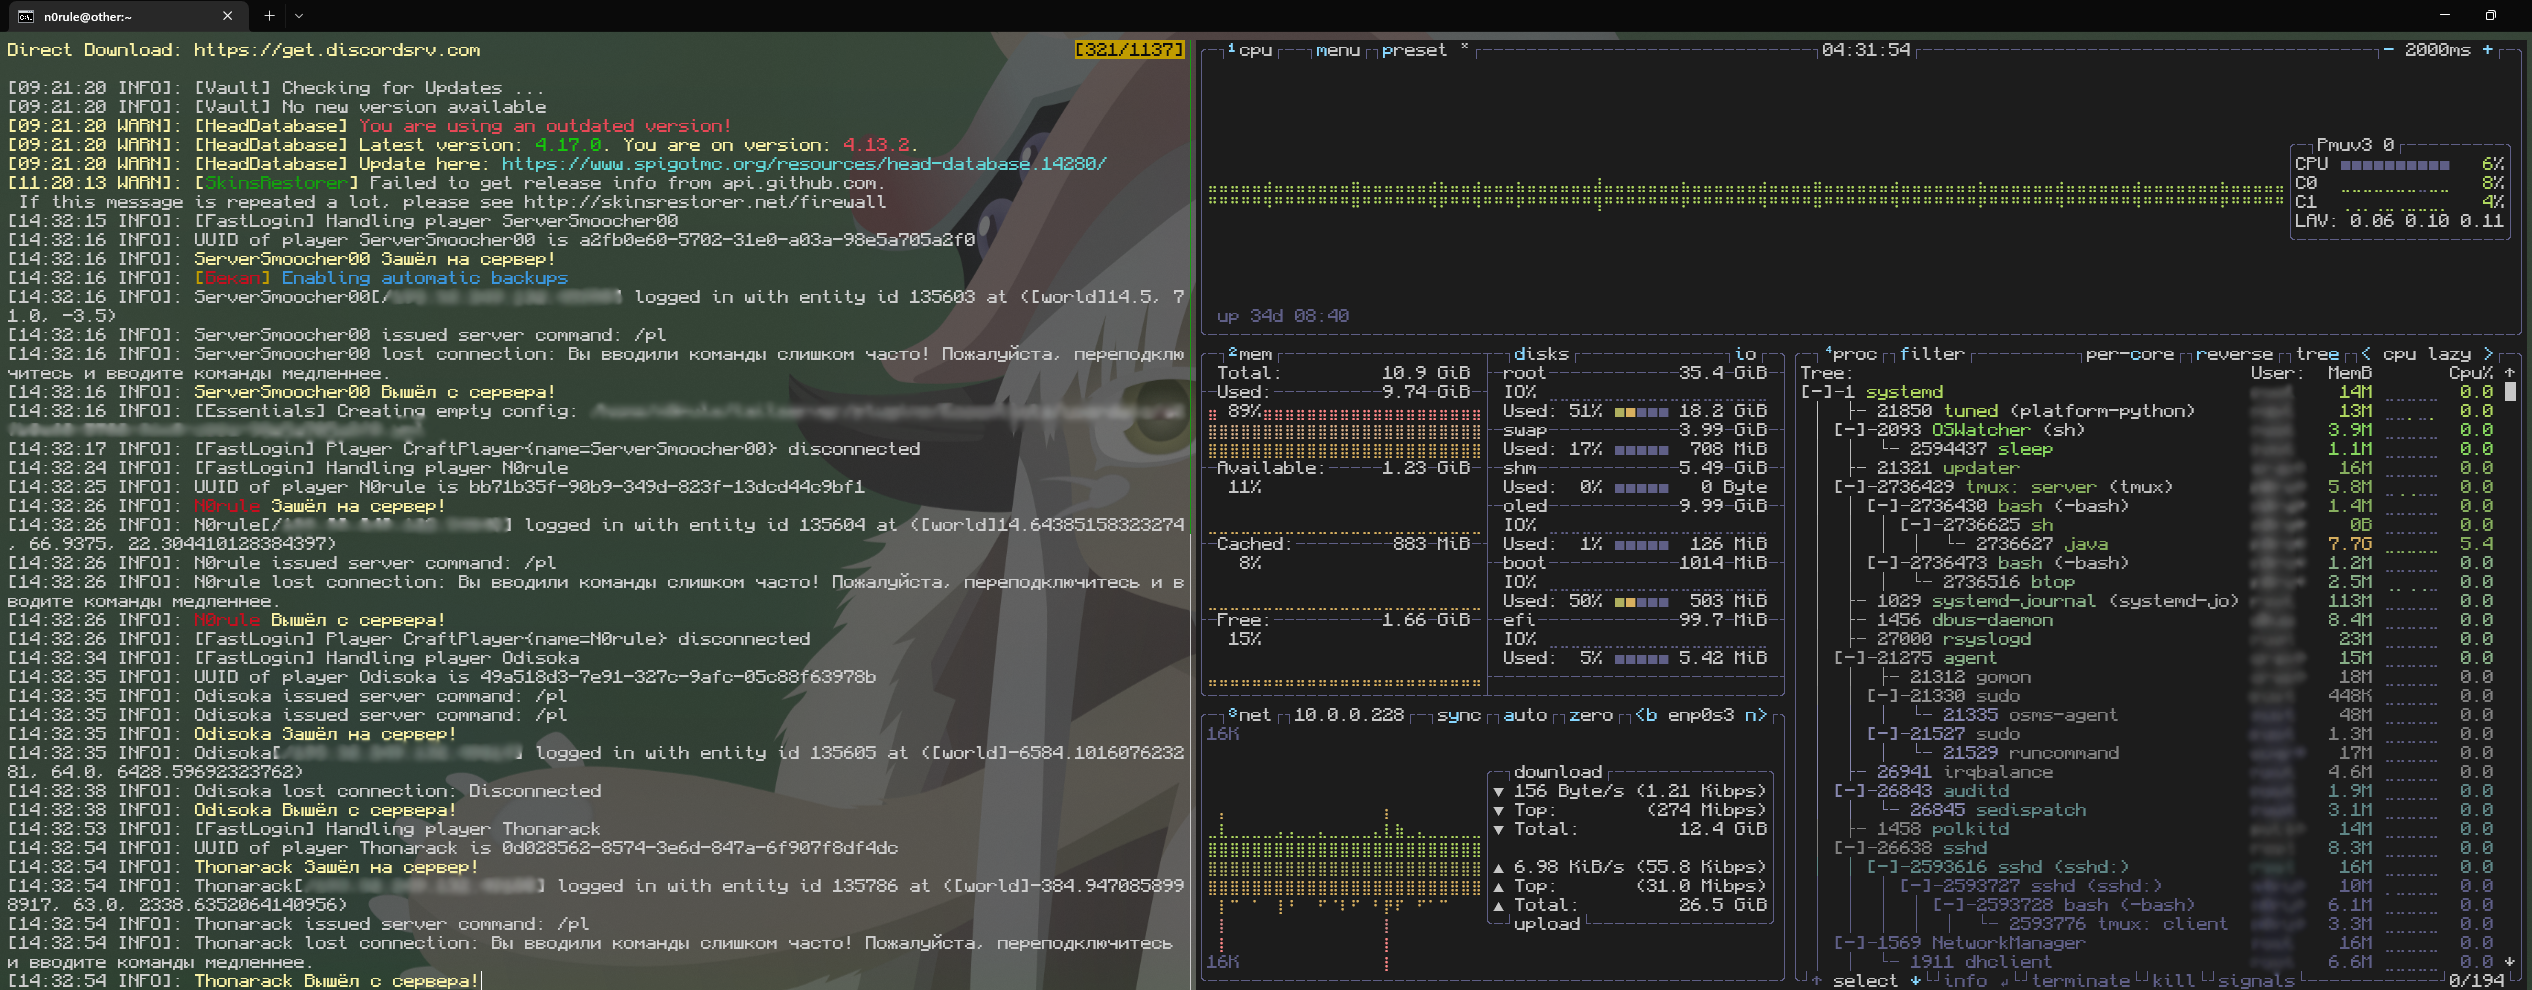 n0rule@other:~
Direct Download: https://get.discordsrv.com
[321/1137]
[09:21:20 INFO]: [Vault] Checking for Updates ...
[09:21:20 INFO]: [Vault] No new version available
[09:21:20 WARN]: [HeadDatabase] You are using an outdated version!
[09:21:20 WARN]: [HeadDatabase] Latest version: 4.17.0. You are on version: 4.13.2.
[09:21:20 WARN]: [HeadDatabase] Update here: https://www.spigotmc.org/resources/head-database.14280/
[11:20:13 WARN]: [SkinsRestorer] Failed to get release info from api.github.com.
If this message is repeated a lot, please see http://skinsrestorer.net/firewall
[14:32:15 INFO]: [FastLogin] Handling player ServerSmoocher00
[14:32:16 INFO]: UUID of player ServerSmoocher00 is a2fb0e60-5702-31e0-a03a-98e5a705a2f0
[14:32:16 INFO]: ServerSmoocher00 Зашёл на сервер!
[14:32:16 INFO]: [Бекап] Enabling automatic backups
[14:32:16 INFO]: ServerSmoocher00[/ ] logged in with entity id 135603 at ([world]14.5, 7
1.0, -3.5)
[14:32:16 INFO]: ServerSmoocher00 issued server command: /pl
[14:32:16 INFO]: ServerSmoocher00 lost connection: Вы вводили команды слишком часто! Пожалуйста, переподклю
читесь и вводите команды медленнее.
[14:32:16 INFO]: ServerSmoocher00 Вышёл с сервера!
[14:32:16 INFO]: [Essentials] Creating empty config:
[14:32:17 INFO]: [FastLogin] Player CraftPlayer{name=ServerSmoocher00} disconnected
[14:32:24 INFO]: [FastLogin] Handling player N0rule
[14:32:25 INFO]: UUID of player N0rule is bb71b35f-90b9-349d-823f-13dcd44c9bf1
[14:32:26 INFO]: N0rule Зашёл на сервер!
[14:32:26 INFO]: N0rule[/ ] logged in with entity id 135604 at ([world]14.64385158323274
, 66.9375, 22.304410128384397)
[14:32:26 INFO]: N0rule issued server command: /pl
[14:32:26 INFO]: N0rule lost connection: Вы вводили команды слишком часто! Пожалуйста, переподключитесь и в
водите команды медленнее.
[14:32:26 INFO]: N0rule Вышёл с сервера!
[14:32:26 INFO]: [FastLogin] Player CraftPlayer{name=N0rule} disconnected
[14:32:34 INFO]: [FastLogin] Handling player Odisoka
[14:32:35 INFO]: UUID of player Odisoka is 49a518d3-7e91-327c-9afc-05c88f63978b
[14:32:35 INFO]: Odisoka issued server command: /pl
[14:32:35 INFO]: Odisoka issued server command: /pl
[14:32:35 INFO]: Odisoka Зашёл на сервер!
[14:32:35 INFO]: Odisoka[ ] logged in with entity id 135605 at ([world]-6584.1016076232
81, 64.0, 6428.59692323762)
[14:32:38 INFO]: Odisoka lost connection: Disconnected
[14:32:38 INFO]: Odisoka Вышёл с сервера!
[14:32:53 INFO]: [FastLogin] Handling player Thonarack
[14:32:54 INFO]: UUID of player Thonarack is 0d028562-8574-3e6d-847a-6f907f8df4dc
[14:32:54 INFO]: Thonarack Зашёл на сервер!
[14:32:54 INFO]: Thonarack[ ] logged in with entity id 135786 at ([world]-384.947085899
8917, 63.0, 2338.6352064140956)
[14:32:54 INFO]: Thonarack issued server command: /pl
[14:32:54 INFO]: Thonarack lost connection: Вы вводили команды слишком часто! Пожалуйста, переподключитесь
и вводите команды медленнее.
[14:32:54 INFO]: Thonarack Вышёл с сервера!
¹cpu menu preset * 04:31:54 - 2000ms +
Pmuv3 0
CPU 6%
C0 8%
C1 4%
LAV: 0.06 0.10 0.11
up 34d 08:40
²mem
Total: 10.9 GiB
Used: 9.74 GiB
89%
Available: 1.23 GiB
11%
Cached: 883 MiB
8%
Free: 1.66 GiB
15%
disks io
root 35.4 GiB
IO%
Used: 51% 18.2 GiB
swap 3.99 GiB
Used: 17% 708 MiB
shm 5.49 GiB
Used: 0% 0 Byte
oled 9.99 GiB
IO%
Used: 1% 126 MiB
boot 1014 MiB
IO%
Used: 50% 503 MiB
efi 99.7 MiB
IO%
Used: 5% 5.42 MiB
³net 10.0.0.228 sync auto zero <b enp0s3 n>
16K
download
▼ 156 Byte/s (1.21 Kibps)
▼ Top: (274 Mibps)
▼ Total: 12.4 GiB
▲ 6.98 KiB/s (55.8 Kibps)
▲ Top: (31.0 Mibps)
▲ Total: 26.5 GiB
upload
16K
⁴proc filter per-core reverse tree < cpu lazy >
Tree: User: MemB Cpu% ↑
[-]-1 systemd 14M 0.0
├─ 21850 tuned (platform-python) 13M 0.0
[-]-2093 OSWatcher (sh) 3.9M 0.0
└─ 2594437 sleep 1.1M 0.0
├─ 21321 updater 16M 0.0
[-]-2736429 tmux: server (tmux) 5.8M 0.0
[-]-2736430 bash (-bash) 1.4M 0.0
[-]-2736625 sh 0B 0.0
└─ 2736627 java 7.7G 5.4
[-]-2736473 bash (-bash) 1.2M 0.0
└─ 2736516 btop 2.5M 0.0
├─ 1029 systemd-journal (systemd-jo) 113M 0.0
├─ 1456 dbus-daemon 8.4M 0.0
├─ 27000 rsyslogd 23M 0.0
[-]-21275 agent 15M 0.0
├─ 21312 gomon 18M 0.0
[-]-21330 sudo 448K 0.0
└─ 21335 osms-agent 48M 0.0
[-]-21527 sudo 1.3M 0.0
└─ 21529 runcommand 17M 0.0
├─ 26941 irqbalance 4.6M 0.0
[-]-26843 auditd 1.9M 0.0
└─ 26845 sedispatch 3.1M 0.0
├─ 1458 polkitd 14M 0.0
[-]-26638 sshd 8.3M 0.0
[-]-2593616 sshd (sshd:) 16M 0.0
[-]-2593727 sshd (sshd:) 10M 0.0
[-]-2593728 bash (-bash) 6.1M 0.0
└─ 2593776 tmux: client 3.3M 0.0
[-]-1569 NetworkManager 16M 0.0
└─ 1911 dhclient 6.6M 0.0 ↓
↑ select ↓ info ↲ terminate kill signals 0/194